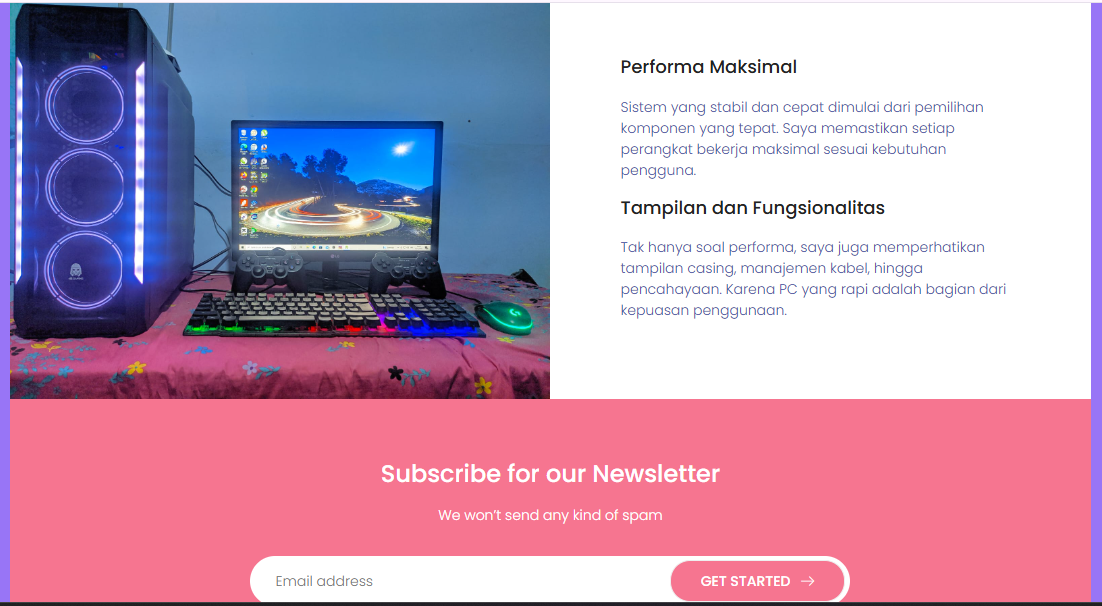 Performa Maksimal
Sistem yang stabil dan cepat dimulai dari pemilihan
komponen yang tepat. Saya memastikan setiap
perangkat bekerja maksimal sesuai kebutuhan
pengguna.
Tampilan dan Fungsionalitas
Tak hanya soal performa, saya juga memperhatikan
tampilan casing, manajemen kabel, hingga
pencahayaan. Karena PC yang rapi adalah bagian dari
kepuasan penggunaan.
Subscribe for our Newsletter
We won't send any kind of spam
Email address
GET STARTED